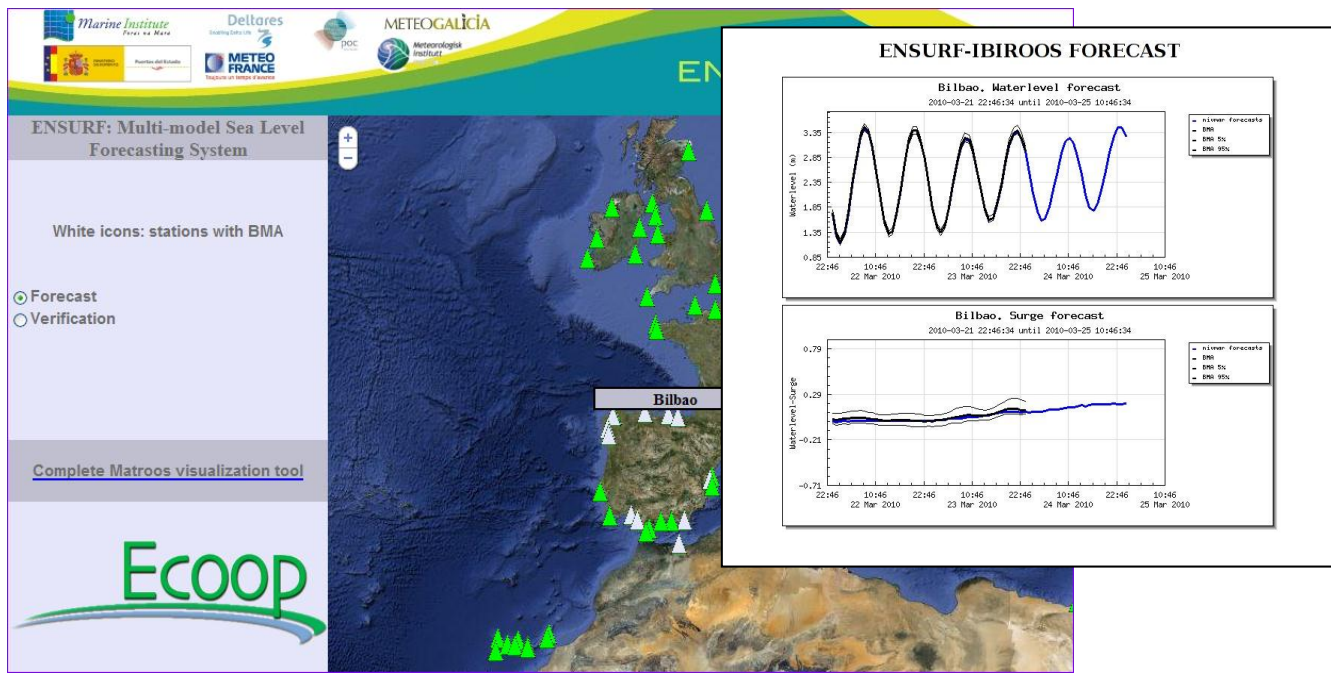 Marine Institute
Foras na Mara
Deltares
Enabling Delta Life
poc
METEOGALICIA
Meteorologisk
Institutt
Puertos del Estado
METEO
FRANCE
Toujours un temps d'avance
EN
ENSURF: Multi-model Sea Level
Forecasting System
White icons: stations with BMA
Forecast
Verification
Complete Matroos visualization tool
Ecoop
+
−
Bilbao
ENSURF-IBIROOS FORECAST
Bilbao. Waterlevel forecast
2010-03-21 22:46:34 until 2010-03-25 10:46:34
Waterlevel (m)
3.35
2.85
2.35
1.85
1.35
0.85
22:46 10:46 22:46 10:46 22:46 10:46 22:46 10:46
22 Mar 2010 23 Mar 2010 24 Mar 2010 25 Mar 2010
nivmar forecasts
BMA
BMA 5%
BMA 95%
Bilbao. Surge forecast
2010-03-21 22:46:34 until 2010-03-25 10:46:34
Waterlevel-Surge
0.79
0.29
-0.21
-0.71
22:46 10:46 22:46 10:46 22:46 10:46 22:46 10:46
22 Mar 2010 23 Mar 2010 24 Mar 2010 25 Mar 2010
nivmar forecasts
BMA
BMA 5%
BMA 95%